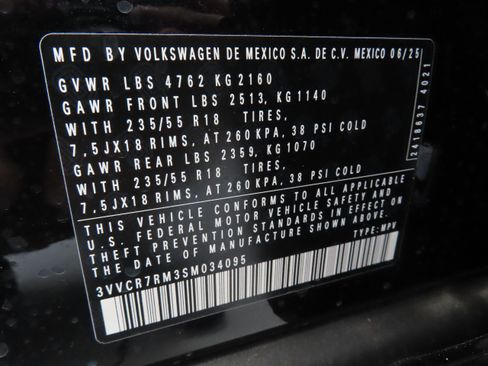 MFD BY VOLKSWAGEN DE MEXICO S.A. DE C.V. MEXICO 06/25
GVWR LBS 4762 KG 2160
GAWR FRONT LBS 2513, KG 1140
WITH 235/55 R18 TIRES,
7,5JX18 RIMS, AT 260 KPA, 38 PSI COLD
GAWR REAR LBS 2359, KG 1070
WITH 235/55 R18 TIRES,
7,5JX18 RIMS, AT 260 KPA, 38 PSI COLD
THIS VEHICLE CONFORMS TO ALL APPLICABLE
U.S. FEDERAL MOTOR VEHICLE SAFETY AND
THEFT PREVENTION STANDARDS IN EFFECT ON
THE DATE OF MANUFACTURE SHOWN ABOVE.
3VVCR7RM3SM034095 TYPE: MPV
2418637 4021